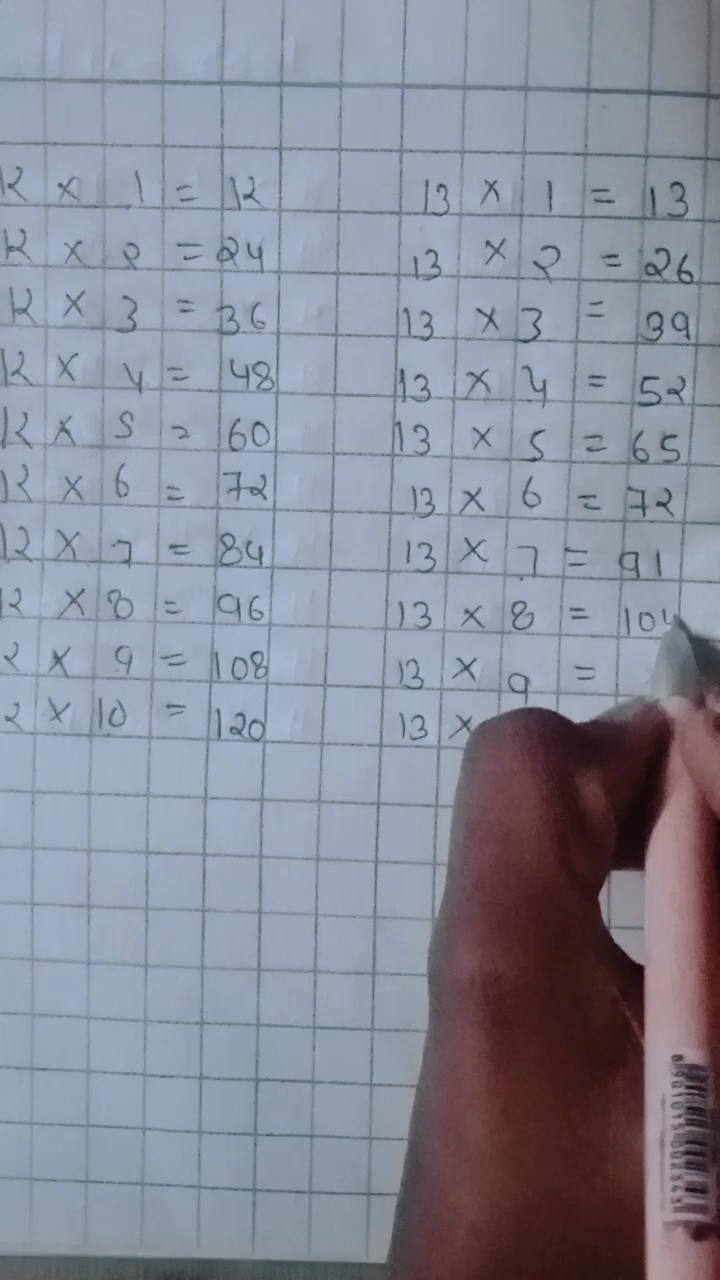 12 × 1 = 12 13 × 1 = 13
12 × 2 = 24 13 × 2 = 26
12 × 3 = 36 13 × 3 = 39
12 × 4 = 48 13 × 4 = 52
12 × 5 = 60 13 × 5 = 65
12 × 6 = 72 13 × 6 = 72
12 × 7 = 84 13 × 7 = 91
12 × 8 = 96 13 × 8 = 104
2 × 9 = 108 13 × 9 =
2 × 10 = 120 13 ×